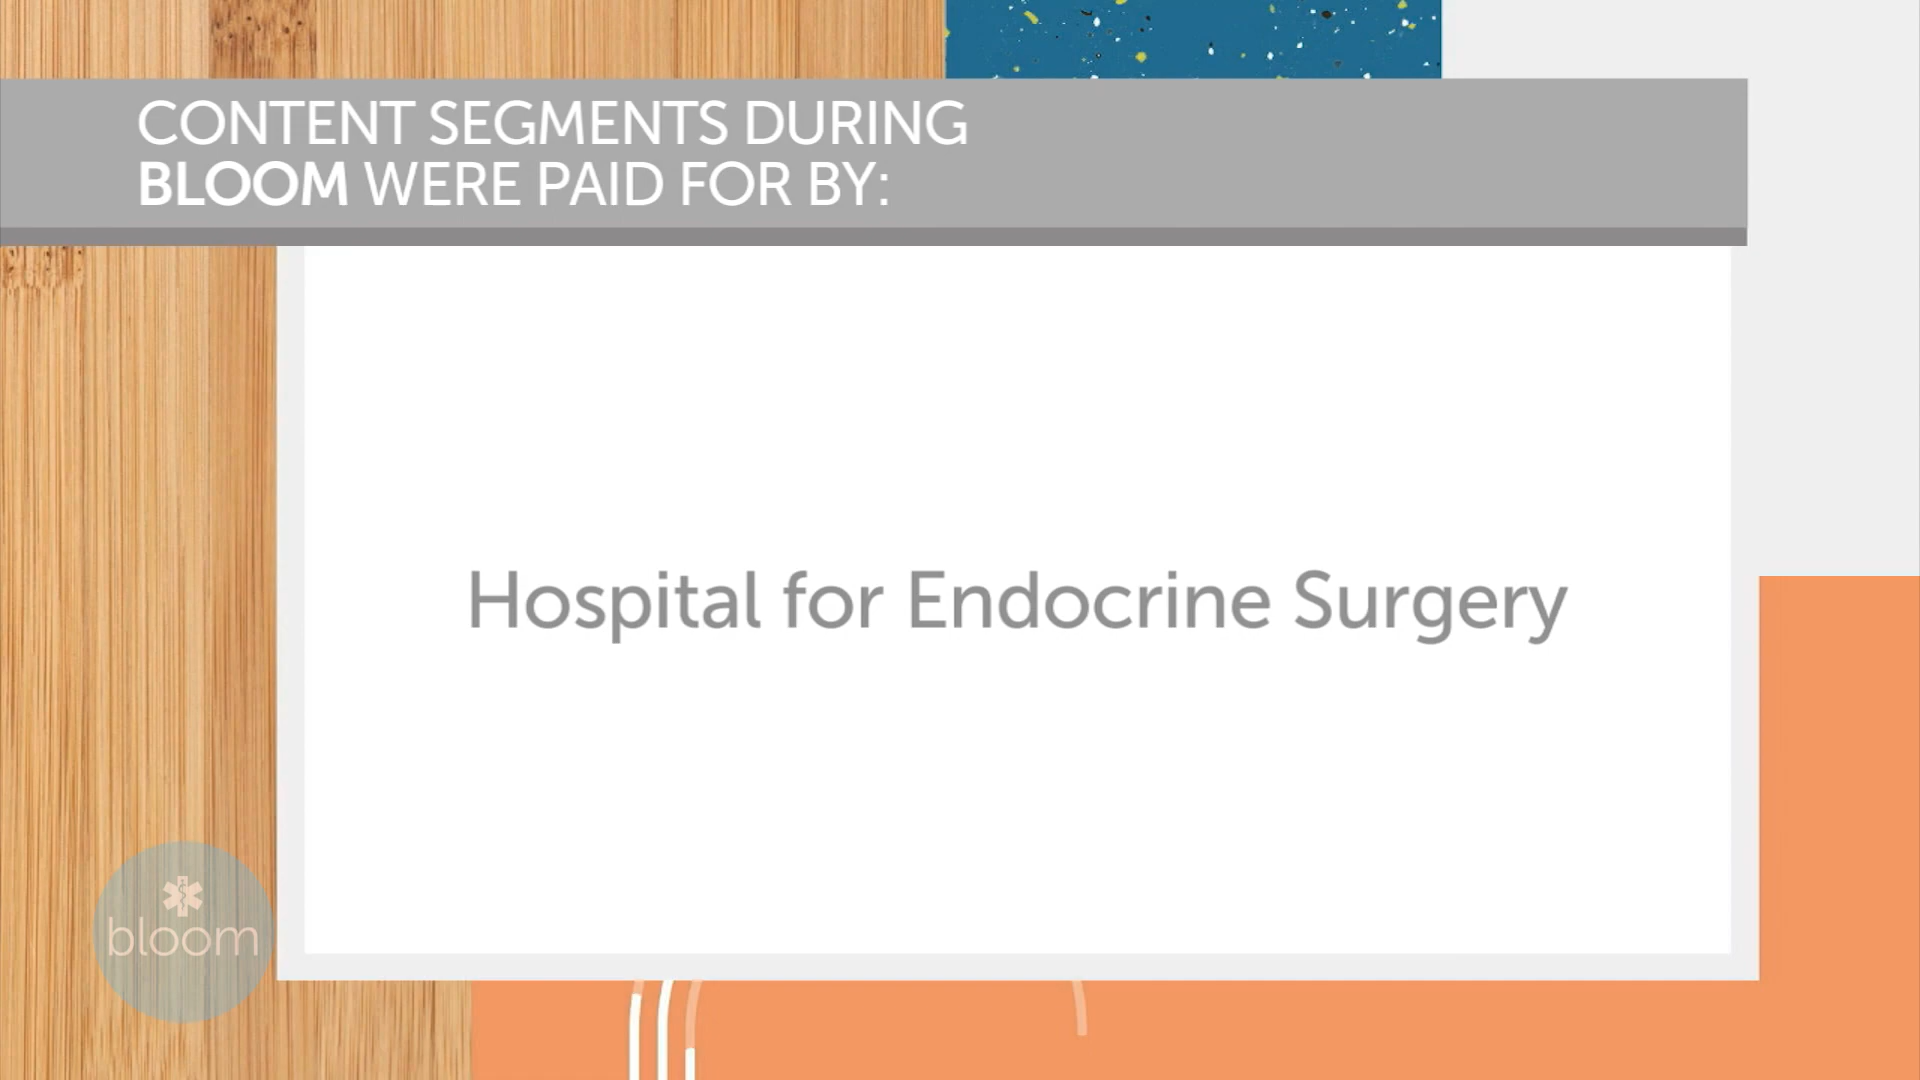 CONTENT SEGMENTS DURING
BLOOM WERE PAID FOR BY:
Hospital for Endocrine Surgery
bloom